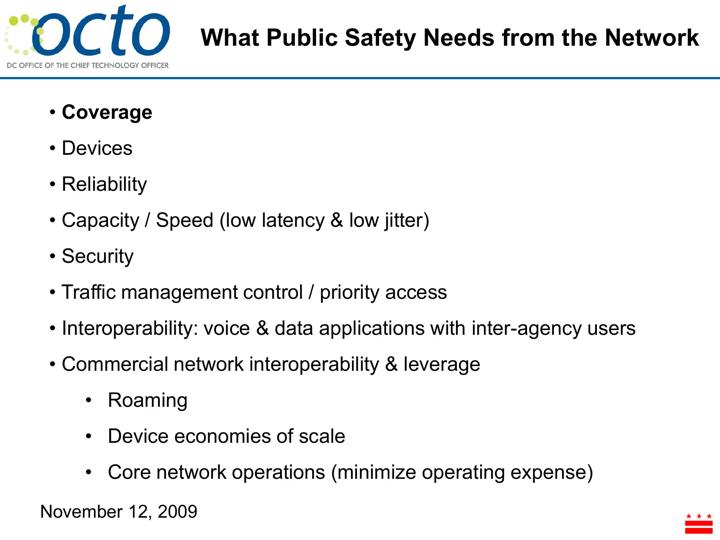 octo
DC OFFICE OF THE CHIEF TECHNOLOGY OFFICER
What Public Safety Needs from the Network
• Coverage
• Devices
• Reliability
• Capacity / Speed (low latency & low jitter)
• Security
• Traffic management control / priority access
• Interoperability: voice & data applications with inter-agency users
• Commercial network interoperability & leverage
• Roaming
• Device economies of scale
• Core network operations (minimize operating expense)
November 12, 2009